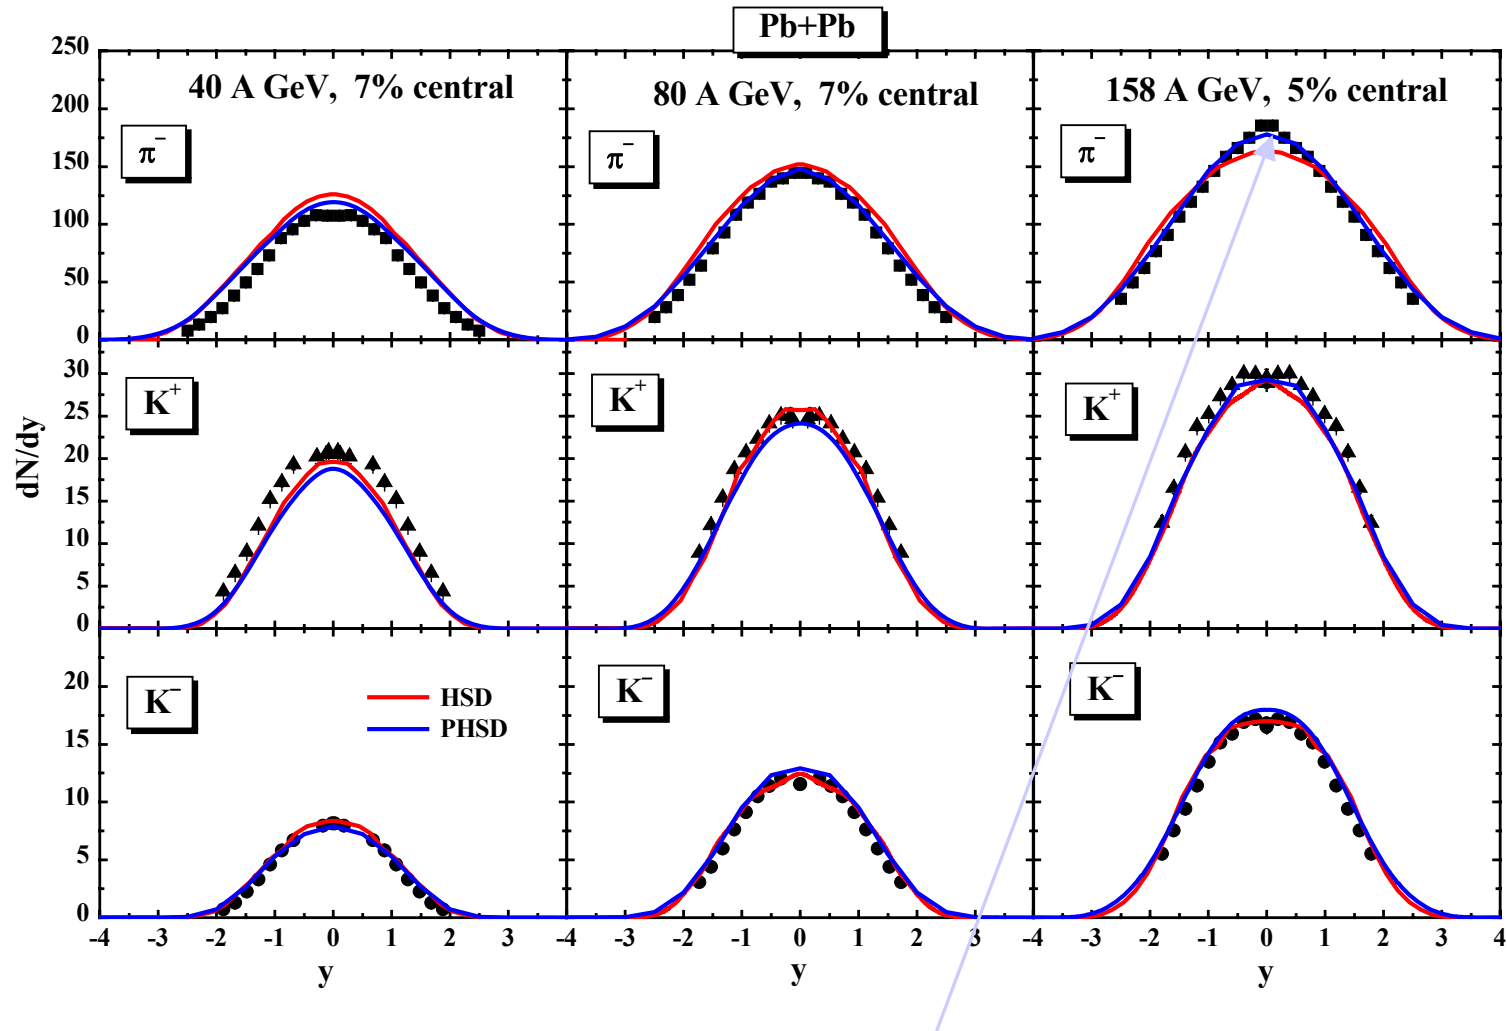 Pb+Pb
40 A GeV, 7% central
80 A GeV, 7% central
158 A GeV, 5% central
250
200
150
100
50
0
π⁻
π⁻
π⁻
dN/dy
30
25
20
15
10
5
0
K⁺
K⁺
K⁺
20
15
10
5
0
K⁻
HSD
PHSD
K⁻
K⁻
-4 -3 -2 -1 0 1 2 3 -4 -3 -2 -1 0 1 2 3 -4 -3 -2 -1 0 1 2 3 4
y y y